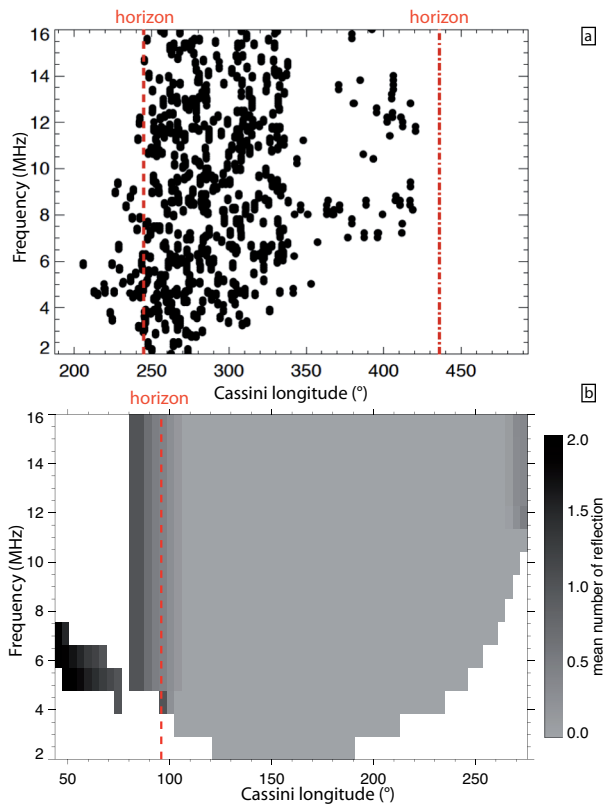 horizon horizon
a
16
14
12
10
8
6
4
2
Frequency (MHz)
200 250 300 350 400 450
Cassini longitude (°)
horizon
b
16
14
12
10
8
6
4
2
Frequency (MHz)
50 100 150 200 250
Cassini longitude (°)
2.0
1.5
1.0
0.5
0.0
mean number of reflection